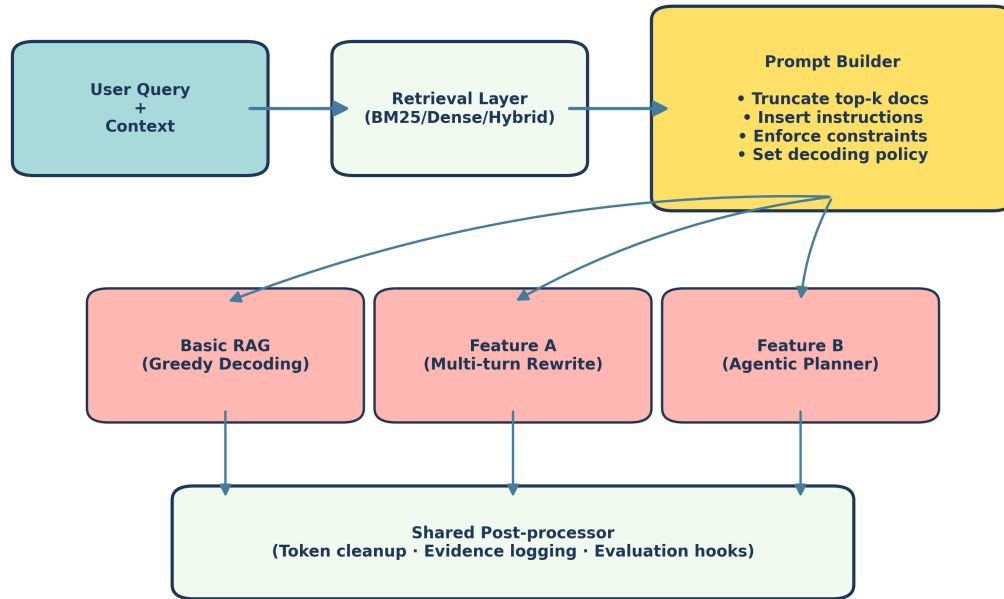 User Query
+
Context
Retrieval Layer
(BM25/Dense/Hybrid)
Prompt Builder
• Truncate top-k docs
• Insert instructions
• Enforce constraints
• Set decoding policy
Basic RAG
(Greedy Decoding)
Feature A
(Multi-turn Rewrite)
Feature B
(Agentic Planner)
Shared Post-processor
(Token cleanup · Evidence logging · Evaluation hooks)